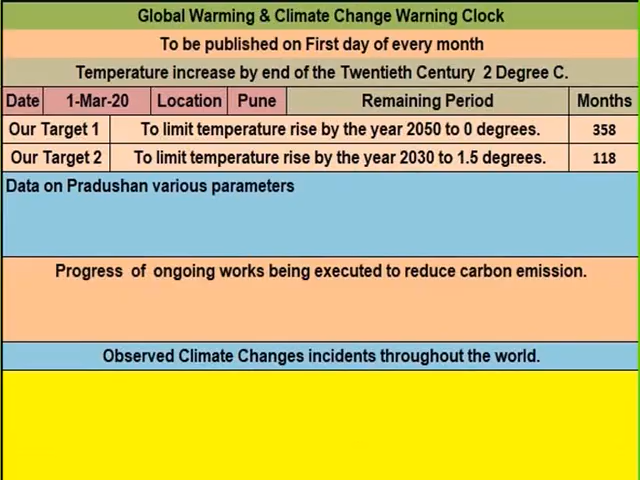 Global Warming & Climate Change Warning Clock
To be published on First day of every month
Temperature increase by end of the Twentieth Century 2 Degree C.
Date 1-Mar-20 Location Pune Remaining Period Months
Our Target 1 To limit temperature rise by the year 2050 to 0 degrees. 358
Our Target 2 To limit temperature rise by the year 2030 to 1.5 degrees. 118
Data on Pradushan various parameters
Progress of ongoing works being executed to reduce carbon emission.
Observed Climate Changes incidents throughout the world.